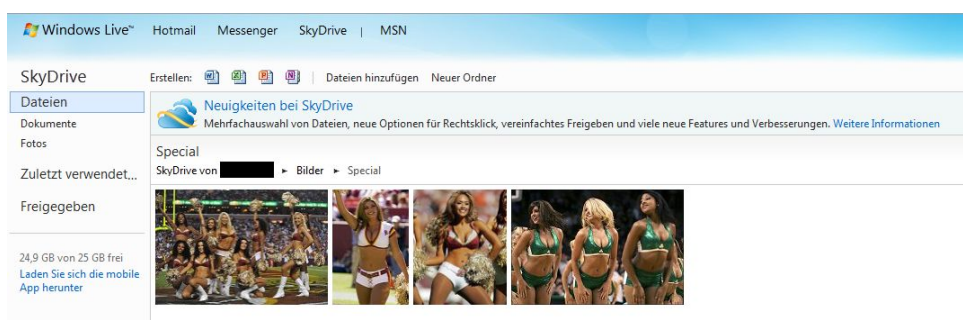 Windows Live™ Hotmail Messenger SkyDrive | MSN
SkyDrive
Erstellen: Dateien hinzufügen Neuer Ordner
Dateien
Dokumente
Fotos
Zuletzt verwendet...
Freigegeben
24,9 GB von 25 GB frei
Laden Sie sich die mobile
App herunter
Neuigkeiten bei SkyDrive
Mehrfachauswahl von Dateien, neue Optionen für Rechtsklick, vereinfachtes Freigeben und viele neue Features und Verbesserungen. Weitere Informationen
Special
SkyDrive von ► Bilder ► Special